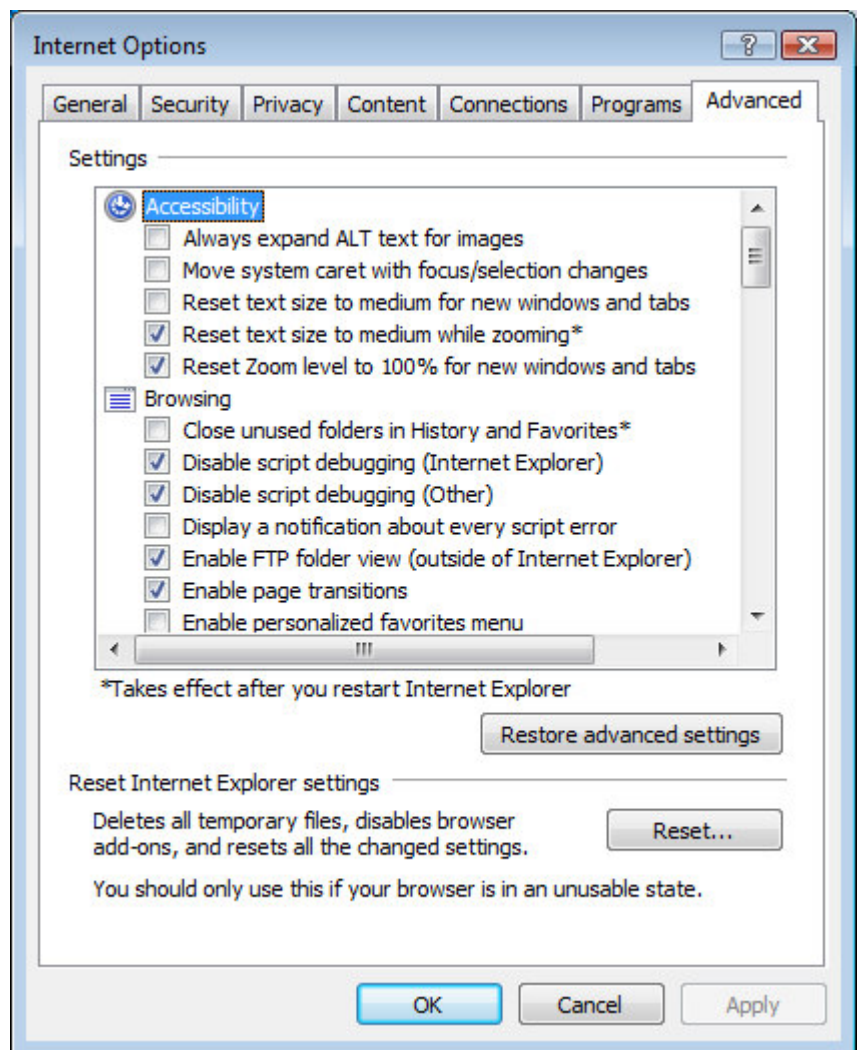 Internet Options
General Security Privacy Content Connections Programs Advanced
Settings
Accessibility
Always expand ALT text for images
Move system caret with focus/selection changes
Reset text size to medium for new windows and tabs
Reset text size to medium while zooming*
Reset Zoom level to 100% for new windows and tabs
Browsing
Close unused folders in History and Favorites*
Disable script debugging (Internet Explorer)
Disable script debugging (Other)
Display a notification about every script error
Enable FTP folder view (outside of Internet Explorer)
Enable page transitions
Enable personalized favorites menu
*Takes effect after you restart Internet Explorer
Restore advanced settings
Reset Internet Explorer settings
Deletes all temporary files, disables browser
add-ons, and resets all the changed settings.
Reset...
You should only use this if your browser is in an unusable state.
OK Cancel Apply